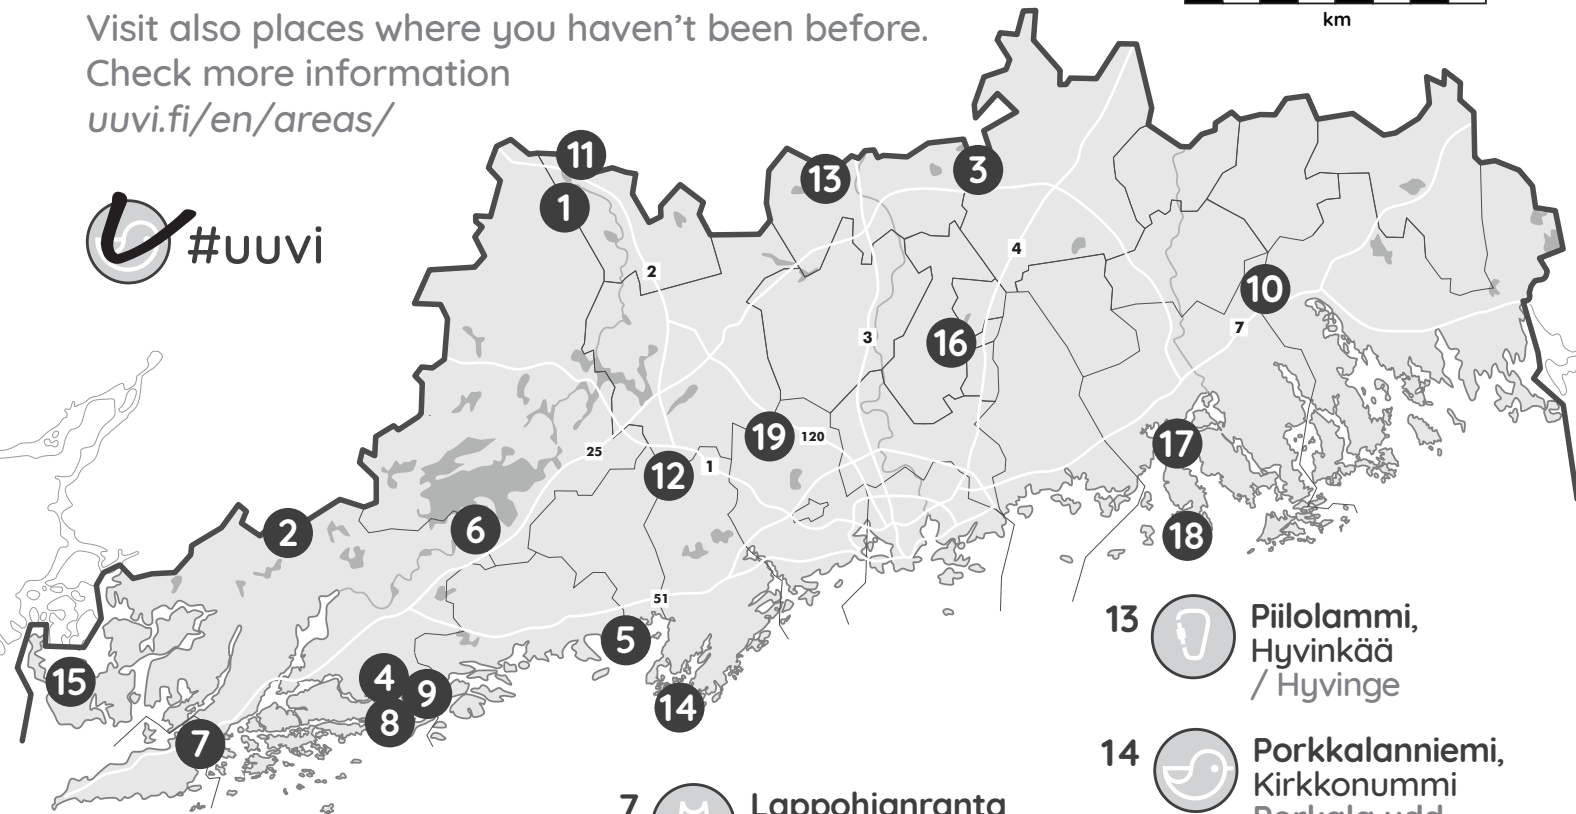 Visit also places where you haven't been before.
Check more information
uuvi.fi/en/areas/
km
#uuvi
11
13
3
1
4
2
10
3
16
7
19
120
17
25
12
1
2
6
18
51
5
15
4
9
14
8
7
13
Piilolammi,
Hyvinkää
/ Hyvinge
14
Porkkalanniemi,
Kirkkonummi
7
Lappohjanranta